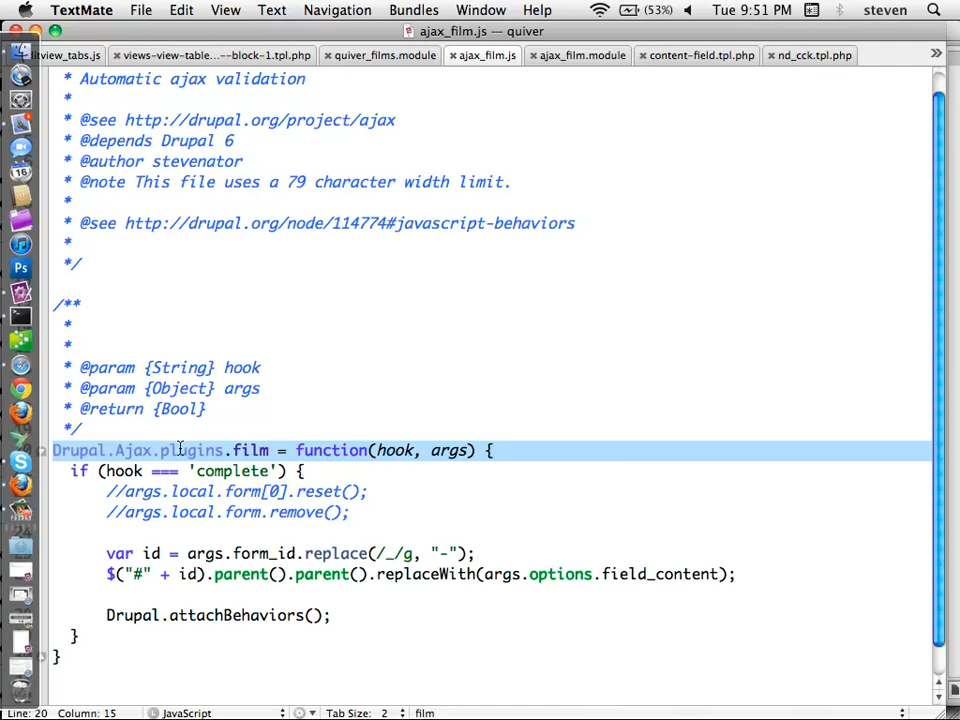 TextMate File Edit View Text Navigation Bundles Window Help (53%) Tue 9:51 PM steven
ajax_film.js — quiver
litview_tabs.js views-view-table... --block-1.tpl.php quiver_films.module ajax_film.js ajax_film.module content-field.tpl.php nd_cck.tpl.php »
* Automatic ajax validation
*
* @see http://drupal.org/project/ajax
* @depends Drupal 6
* @author stevenator
* @note This file uses a 79 character width limit.
*
* @see http://drupal.org/node/114774#javascript-behaviors
*
*/
/**
*
*
* @param {String} hook
* @param {Object} args
* @return {Bool}
*/
Drupal.Ajax.plugins.film = function(hook, args) {
if (hook === 'complete') {
//args.local.form[0].reset();
//args.local.form.remove();
var id = args.form_id.replace(/_/g, "-");
$("#" + id).parent().parent().replaceWith(args.options.field_content);
Drupal.attachBehaviors();
}
}
Line: 20 Column: 15 JavaScript Tab Size: 2 film